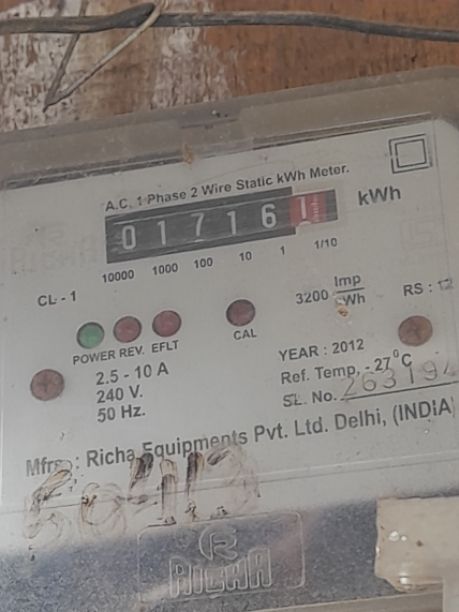 A.C. 1 Phase 2 Wire Static kWh Meter.
0 1 7 1 6 1 kWh
10000 1000 100 10 1 1/10
CL - 1
3200 Imp
kWh
RS : 12
POWER REV. EFLT
CAL
2.5 - 10 A
240 V.
50 Hz.
YEAR : 2012
Ref. Temp, - 27°C
SL. No. 263194
Mfrs : Richa Equipments Pvt. Ltd. Delhi, (INDIA
R
RICHA